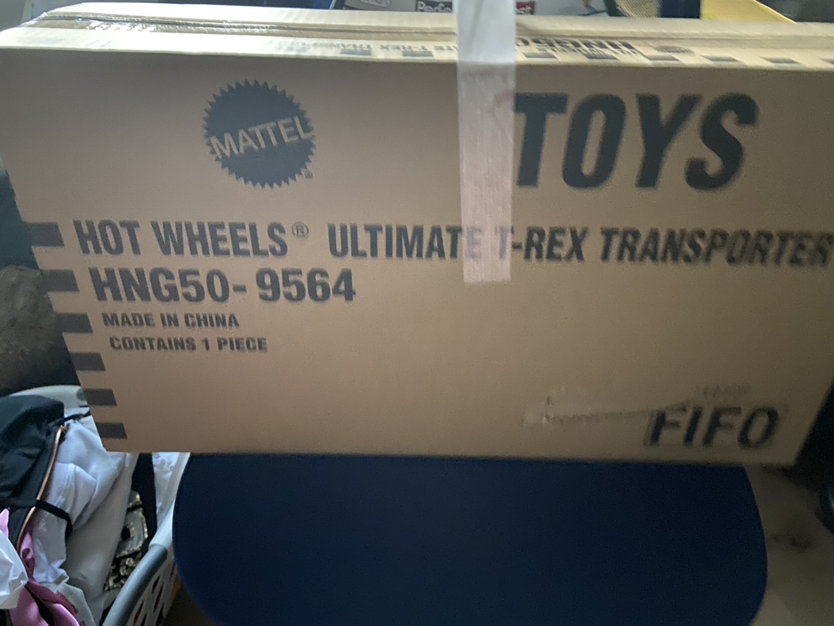 MATTEL
TOYS
HOT WHEELS® ULTIMATE T-REX TRANSPORTER
HNG50-9564
MADE IN CHINA
CONTAINS 1 PIECE
FIFO